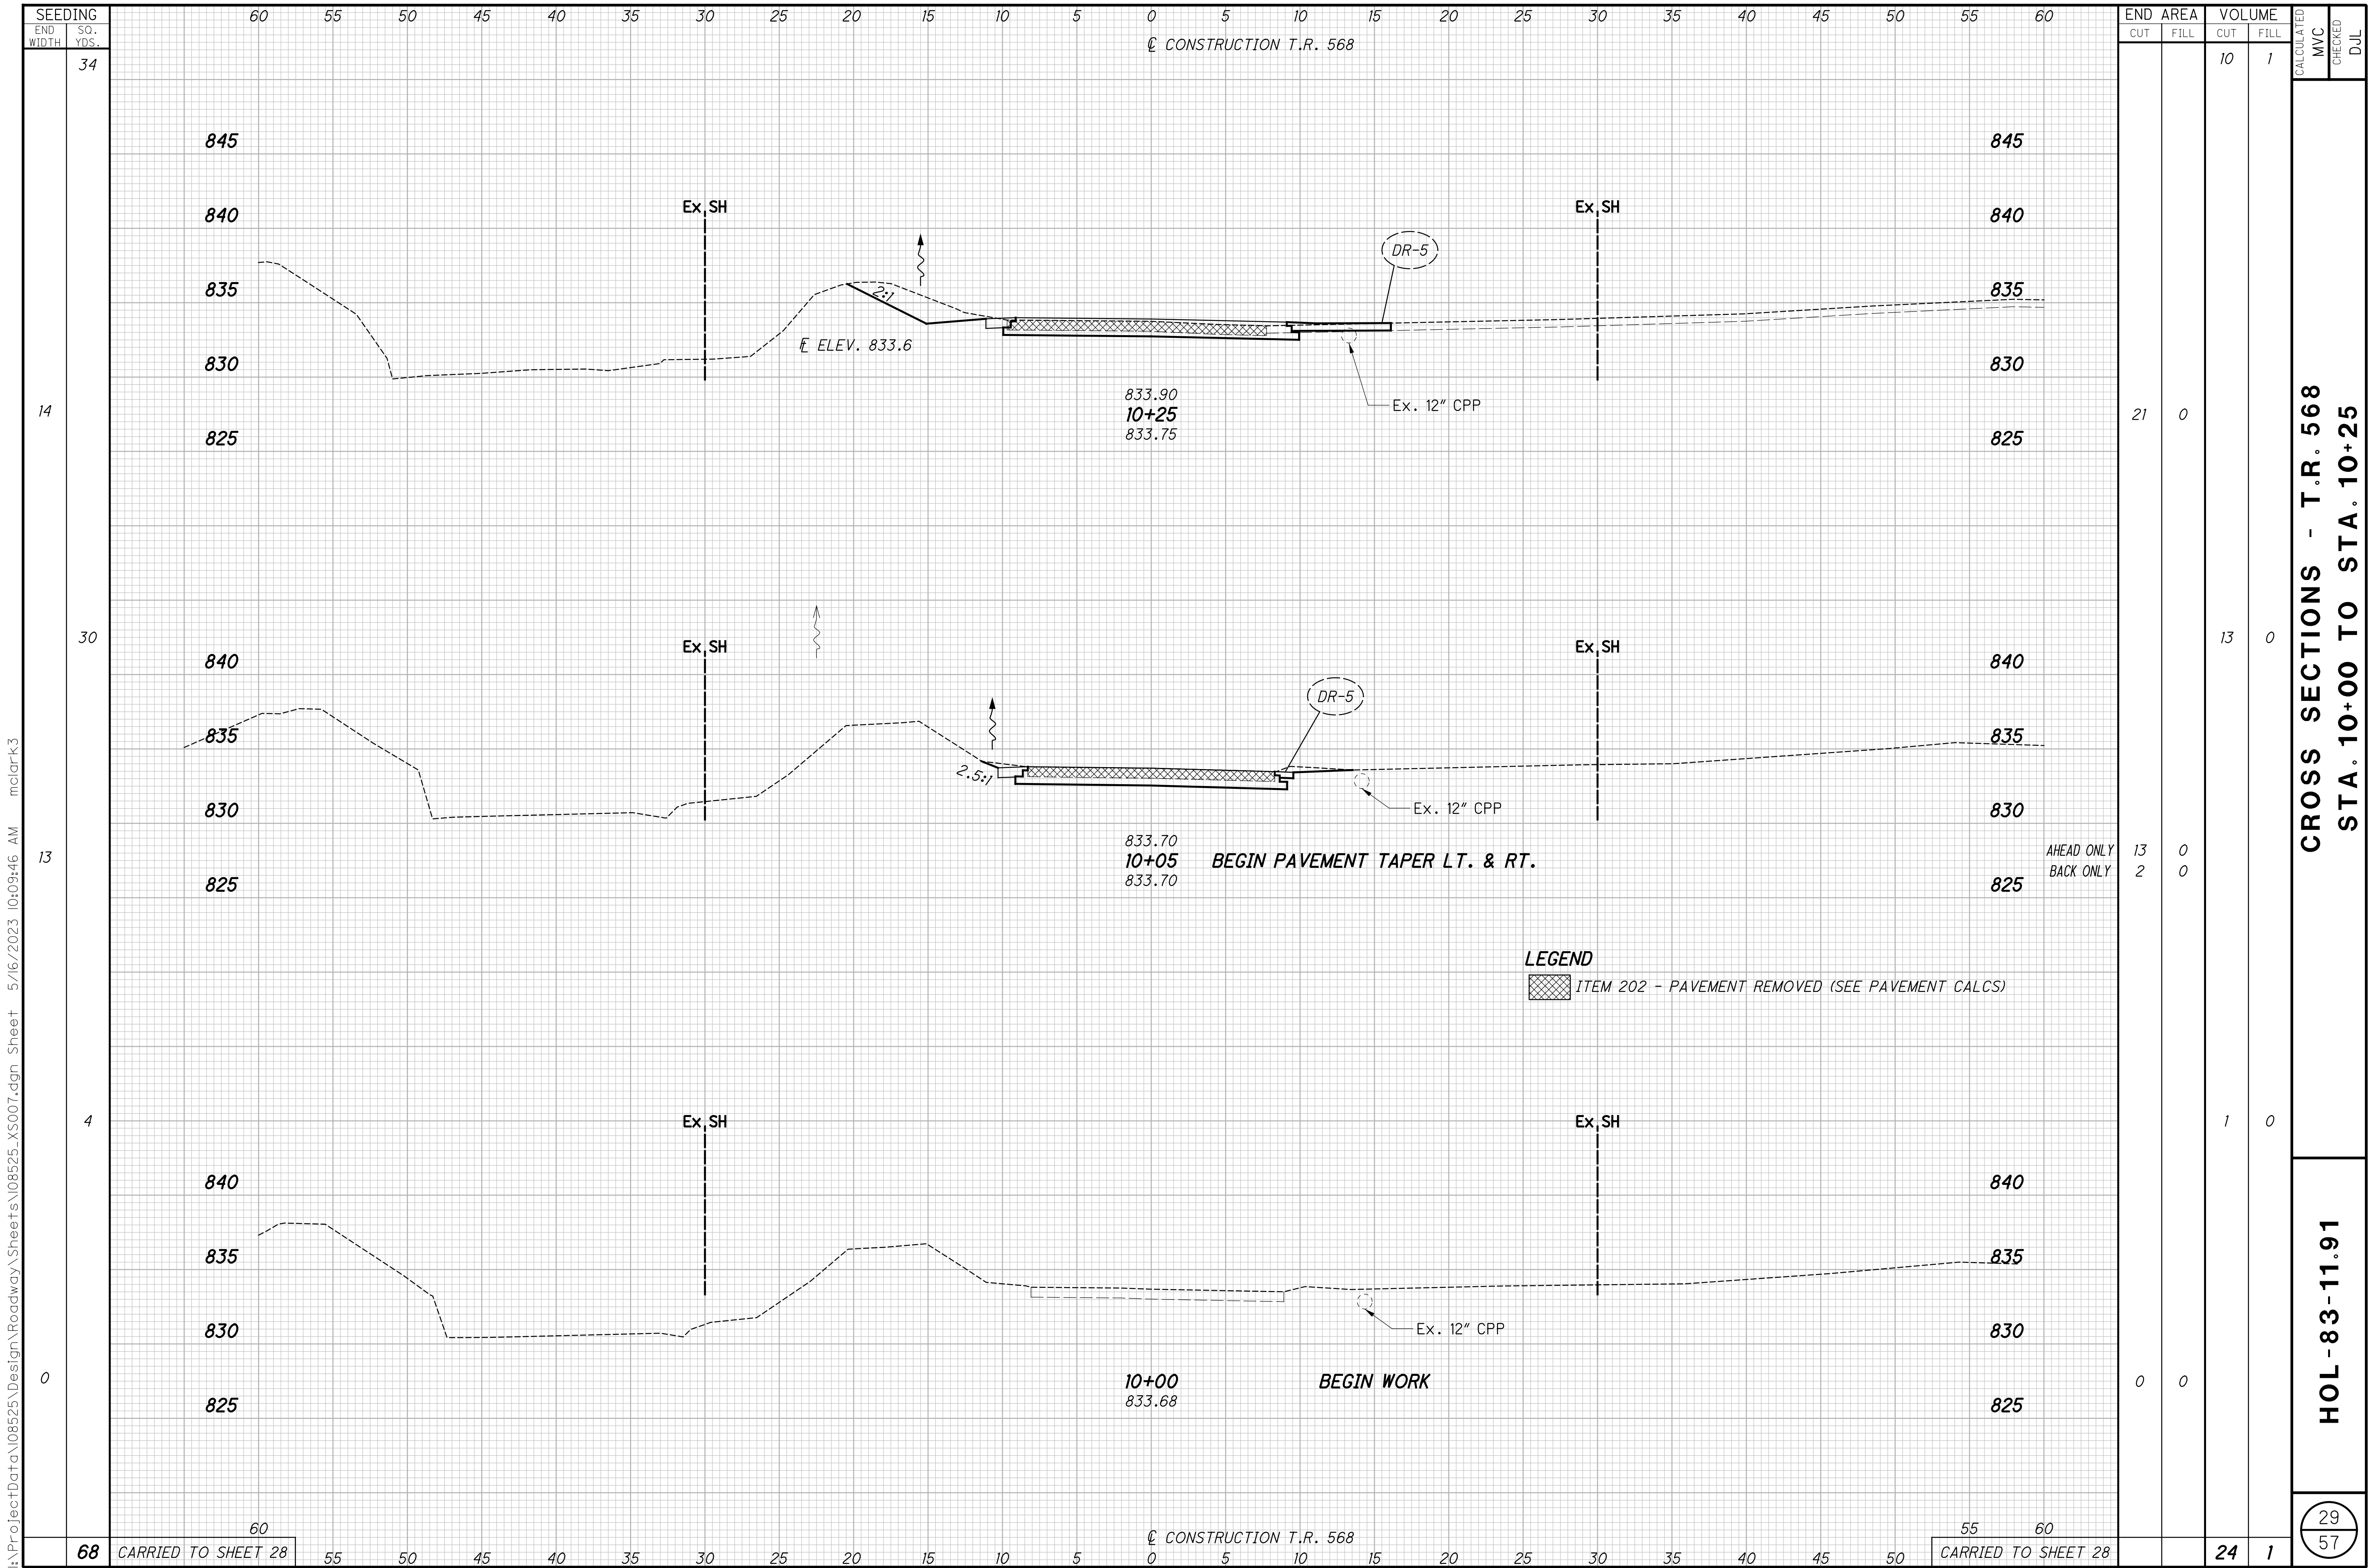 SEEDING
END WIDTH
SQ. YDS.
60 55 50 45 40 35 30 25 20 15 10 5 0 5 10 15 20 25 30 35 40 45 50 55 60
℄ CONSTRUCTION T.R. 568
END AREA
VOLUME
CUT FILL CUT FILL
CALCULATED
MVC
CHECKED
DJL
34
10 1
845 845
840 840
Ex SH Ex SH
DR-5
835 835
2:1
℄ ELEV. 833.6
830 830
833.90
10+25
833.75
Ex. 12" CPP
14
21 0
825 825
30
13 0
Ex SH Ex SH
840 840
DR-5
835 835
2.5:1
Ex. 12" CPP
830 830
833.70
10+05 BEGIN PAVEMENT TAPER LT. & RT.
833.70
13
AHEAD ONLY 13 0
BACK ONLY 2 0
825 825
LEGEND
ITEM 202 - PAVEMENT REMOVED (SEE PAVEMENT CALCS)
4
1 0
Ex SH Ex SH
840 840
835 835
830 830
Ex. 12" CPP
10+00 BEGIN WORK
833.68
0
0 0
825 825
60
℄ CONSTRUCTION T.R. 568
55 60
68 CARRIED TO SHEET 28
55 50 45 40 35 30 25 20 15 10 5 0 5 10 15 20 25 30 35 40 45 50
CARRIED TO SHEET 28
24 1
CROSS SECTIONS - T.R. 568
STA. 10+00 TO STA. 10+25
HOL-83-11.91
29
57
I:\ProjectData\108525\Design\Roadway\Sheets\108525_XS007.dgn Sheet 5/16/2023 10:09:46 AM mclark3